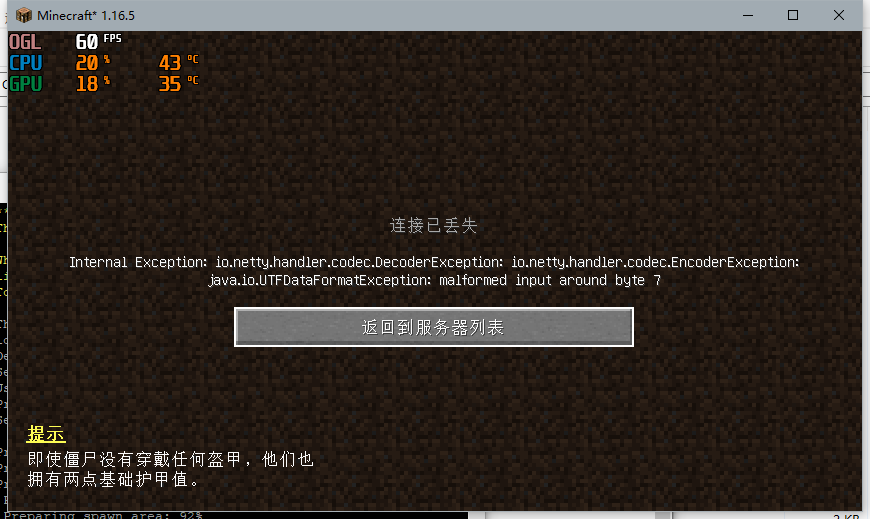 Minecraft* 1.16.5
OGL 60 FPS
CPU 20 % 43 °C
GPU 18 % 35 °C
连接已丢失
Internal Exception: io.netty.handler.codec.DecoderException: io.netty.handler.codec.EncoderException:
java.io.UTFDataFormatException: malformed input around byte 7
返回到服务器列表
提示
即使僵尸没有穿戴任何盔甲，他们也
拥有两点基础护甲值。
Preparing spawn area: 92%
2 KB